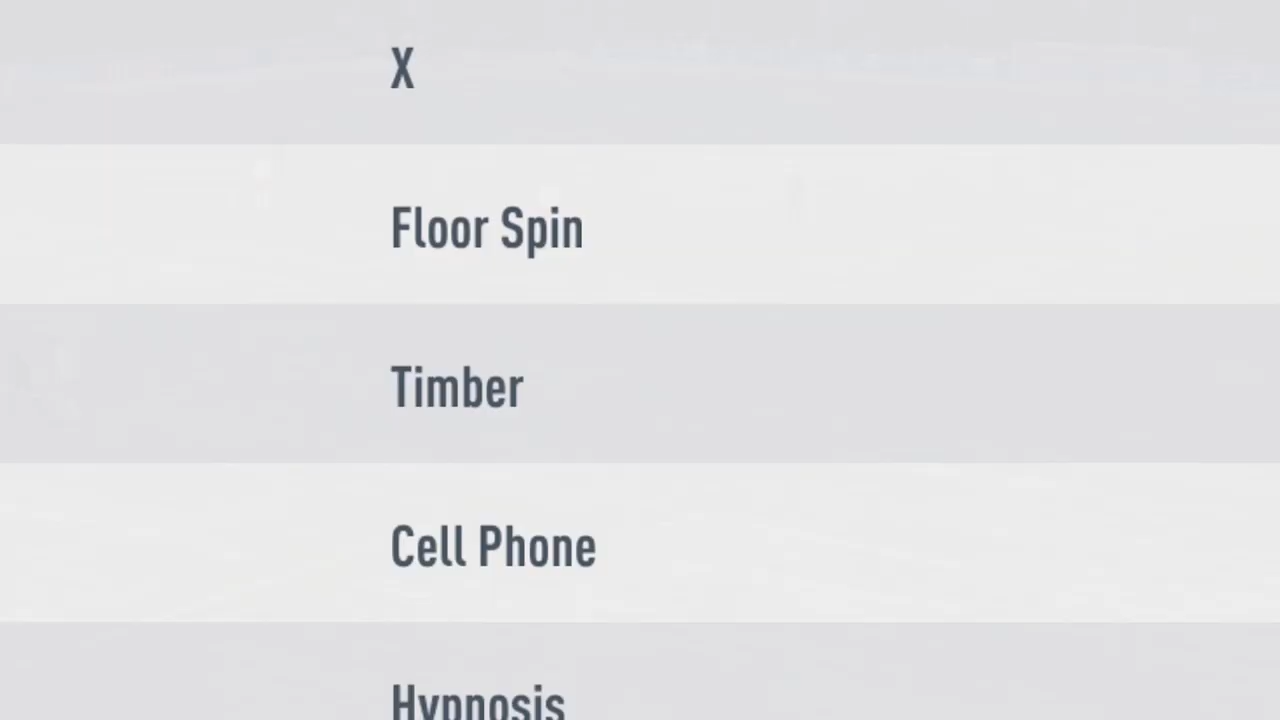 X
Floor Spin
Timber
Cell Phone
Hypnosis